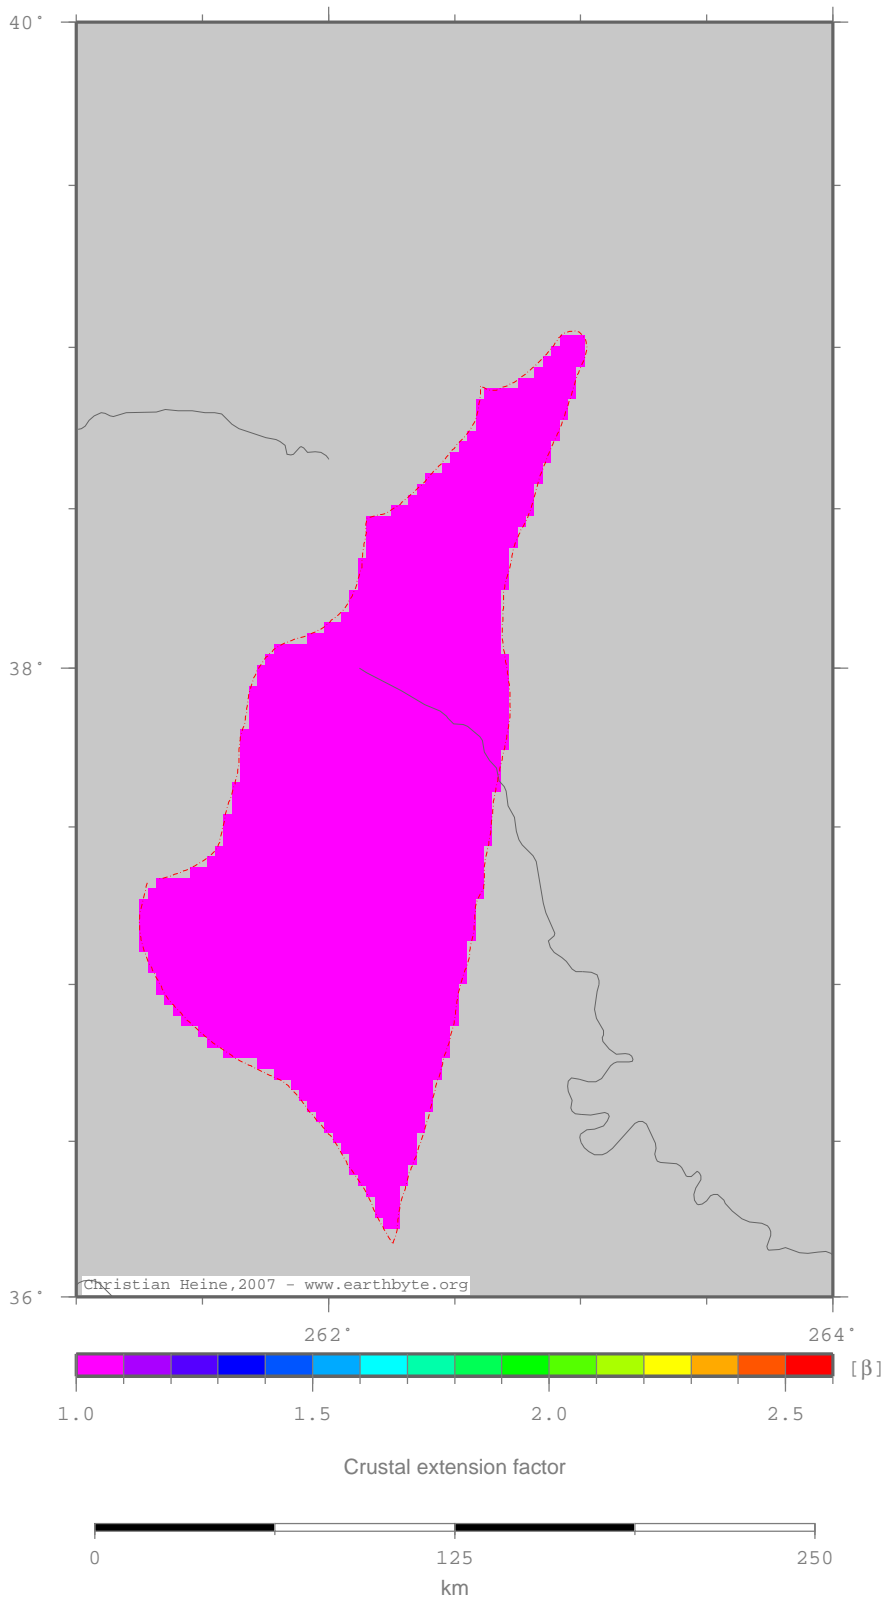 40°
38°
36°
Christian Heine,2007 - www.earthbyte.org
262° 264°
[β]
1.0 1.5 2.0 2.5
Crustal extension factor
0 125 250
km